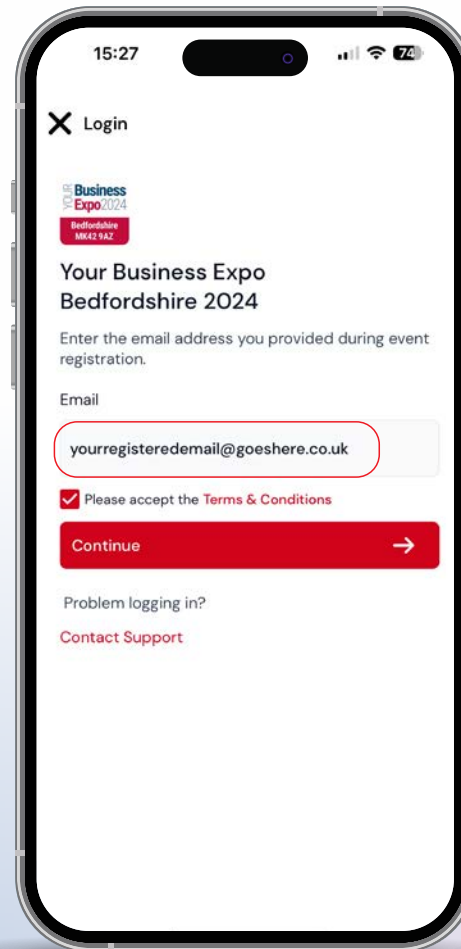 15:27
74
Login
YOUR
Business
Expo2024
Bedfordshire
MK42 9AZ
Your Business Expo
Bedfordshire 2024
Enter the email address you provided during event
registration.
Email
yourregisteredemail@goeshere.co.uk
Please accept the Terms & Conditions
Continue
Problem logging in?
Contact Support